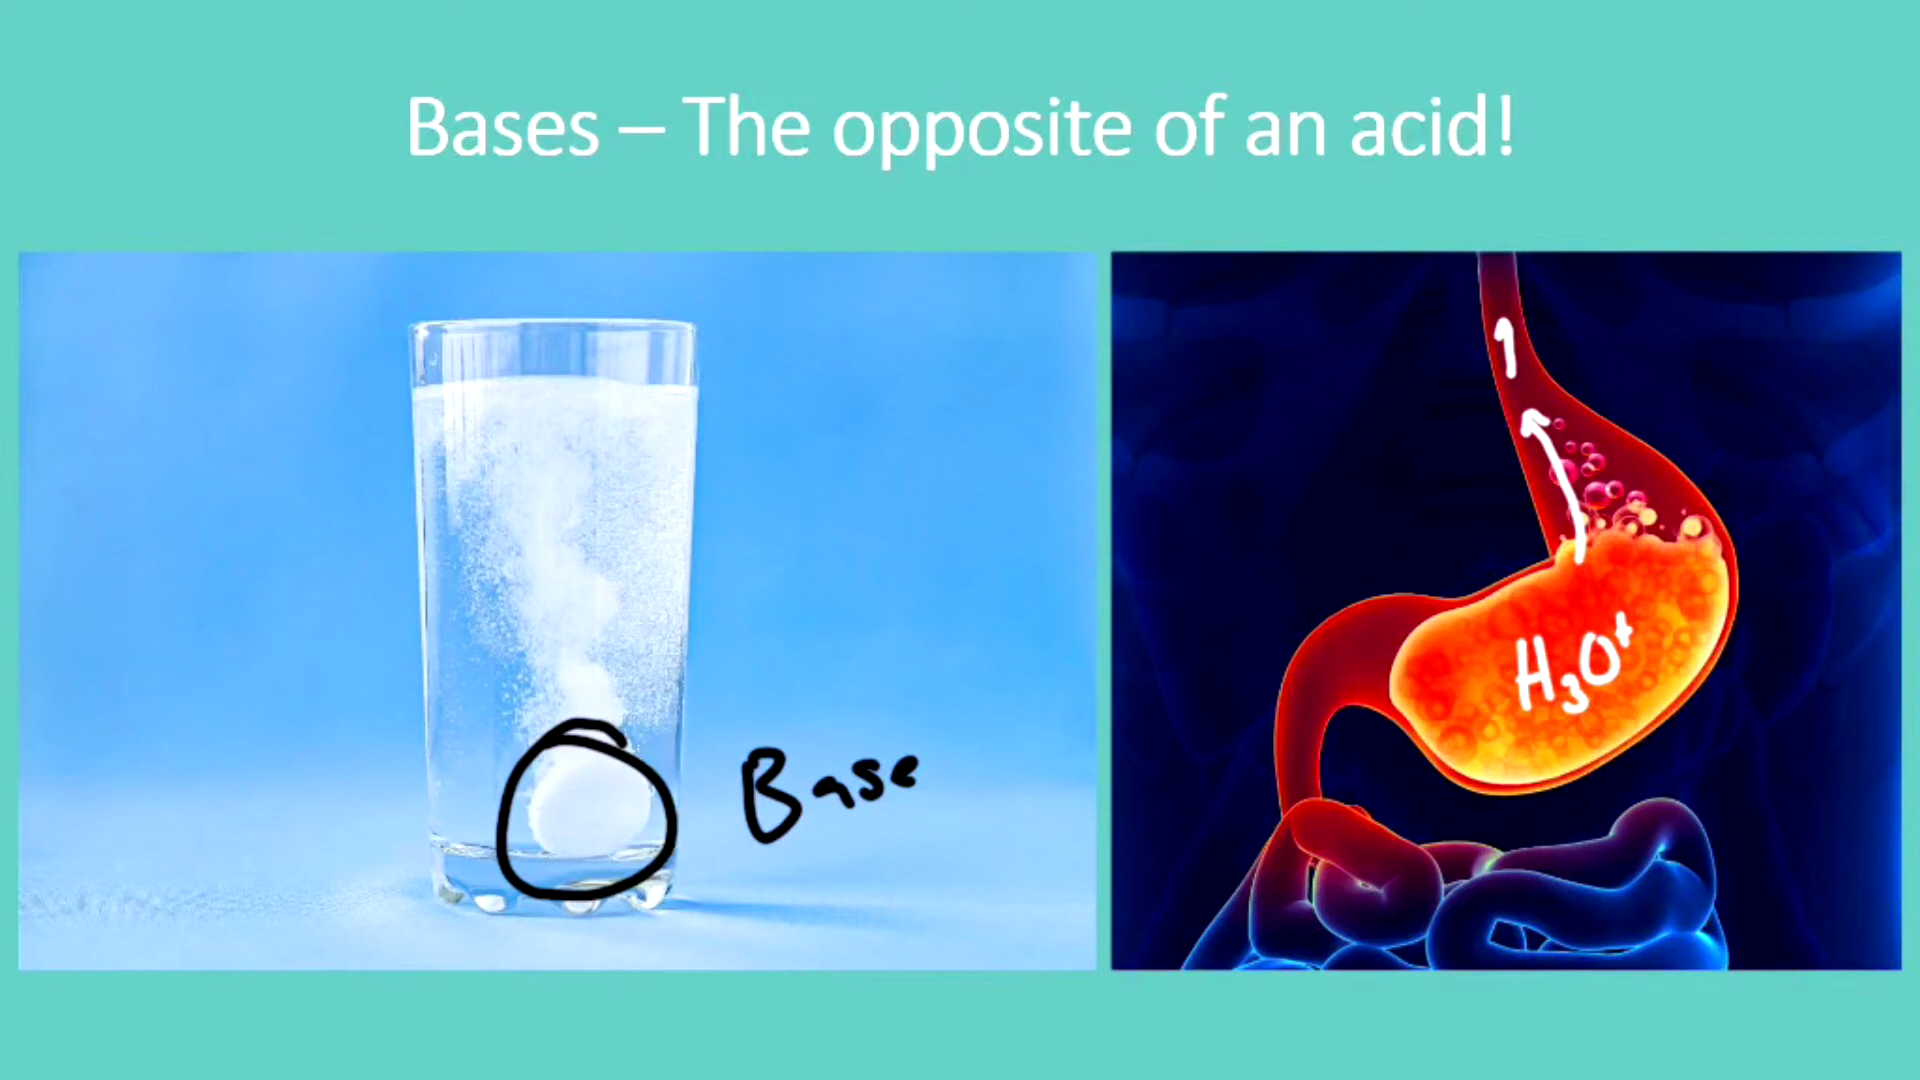 Bases – The opposite of an acid!
Base
H₃O⁺